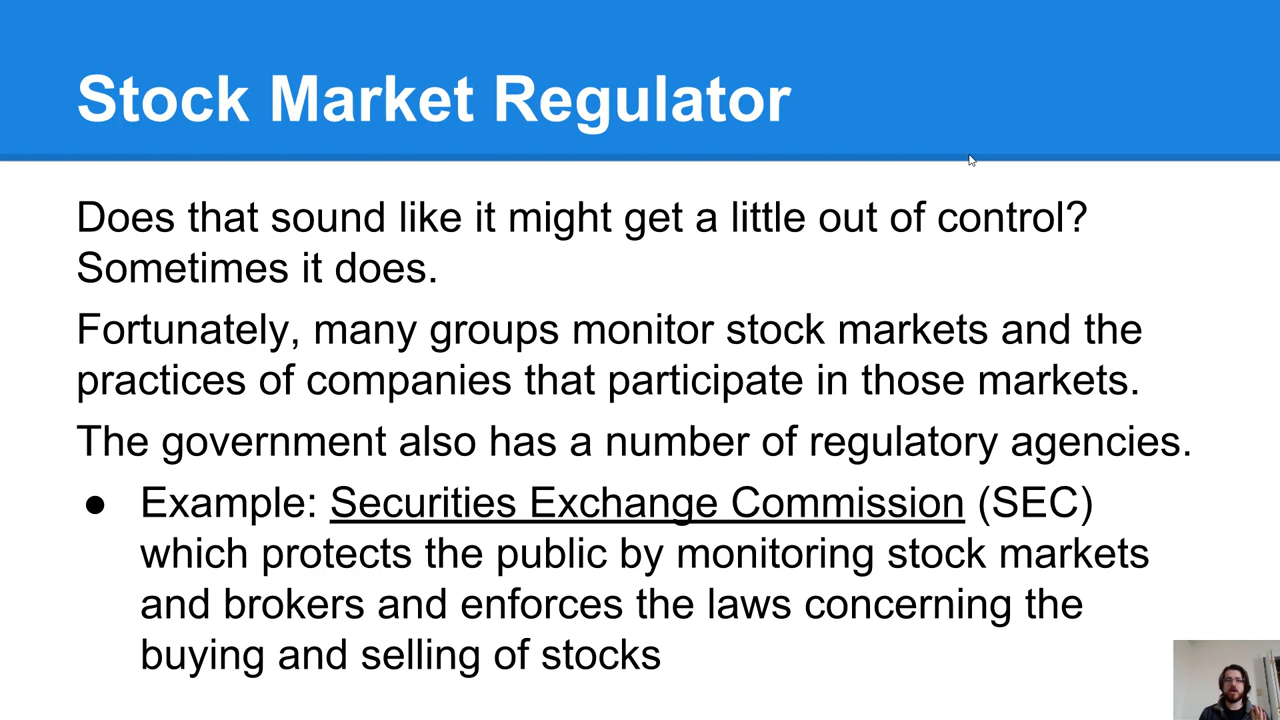 Stock Market Regulator
Does that sound like it might get a little out of control?
Sometimes it does.
Fortunately, many groups monitor stock markets and the
practices of companies that participate in those markets.
The government also has a number of regulatory agencies.
● Example: Securities Exchange Commission (SEC)
which protects the public by monitoring stock markets
and brokers and enforces the laws concerning the
buying and selling of stocks